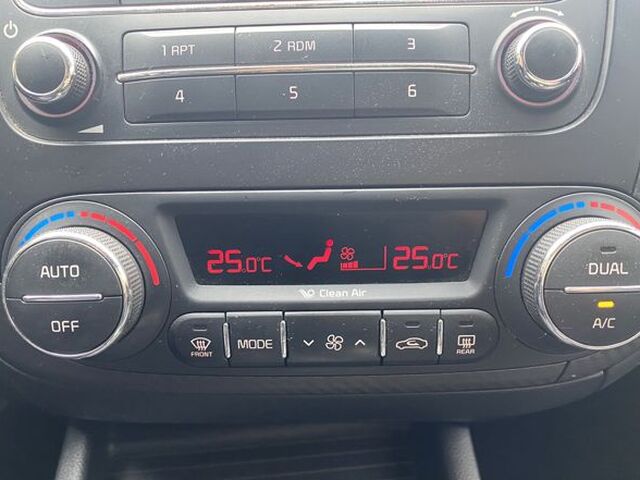 1 RPT 2 RDM 3
4 5 6
AUTO
OFF
25.0°C 25.0°C
Clean Air
DUAL
A/C
FRONT MODE REAR